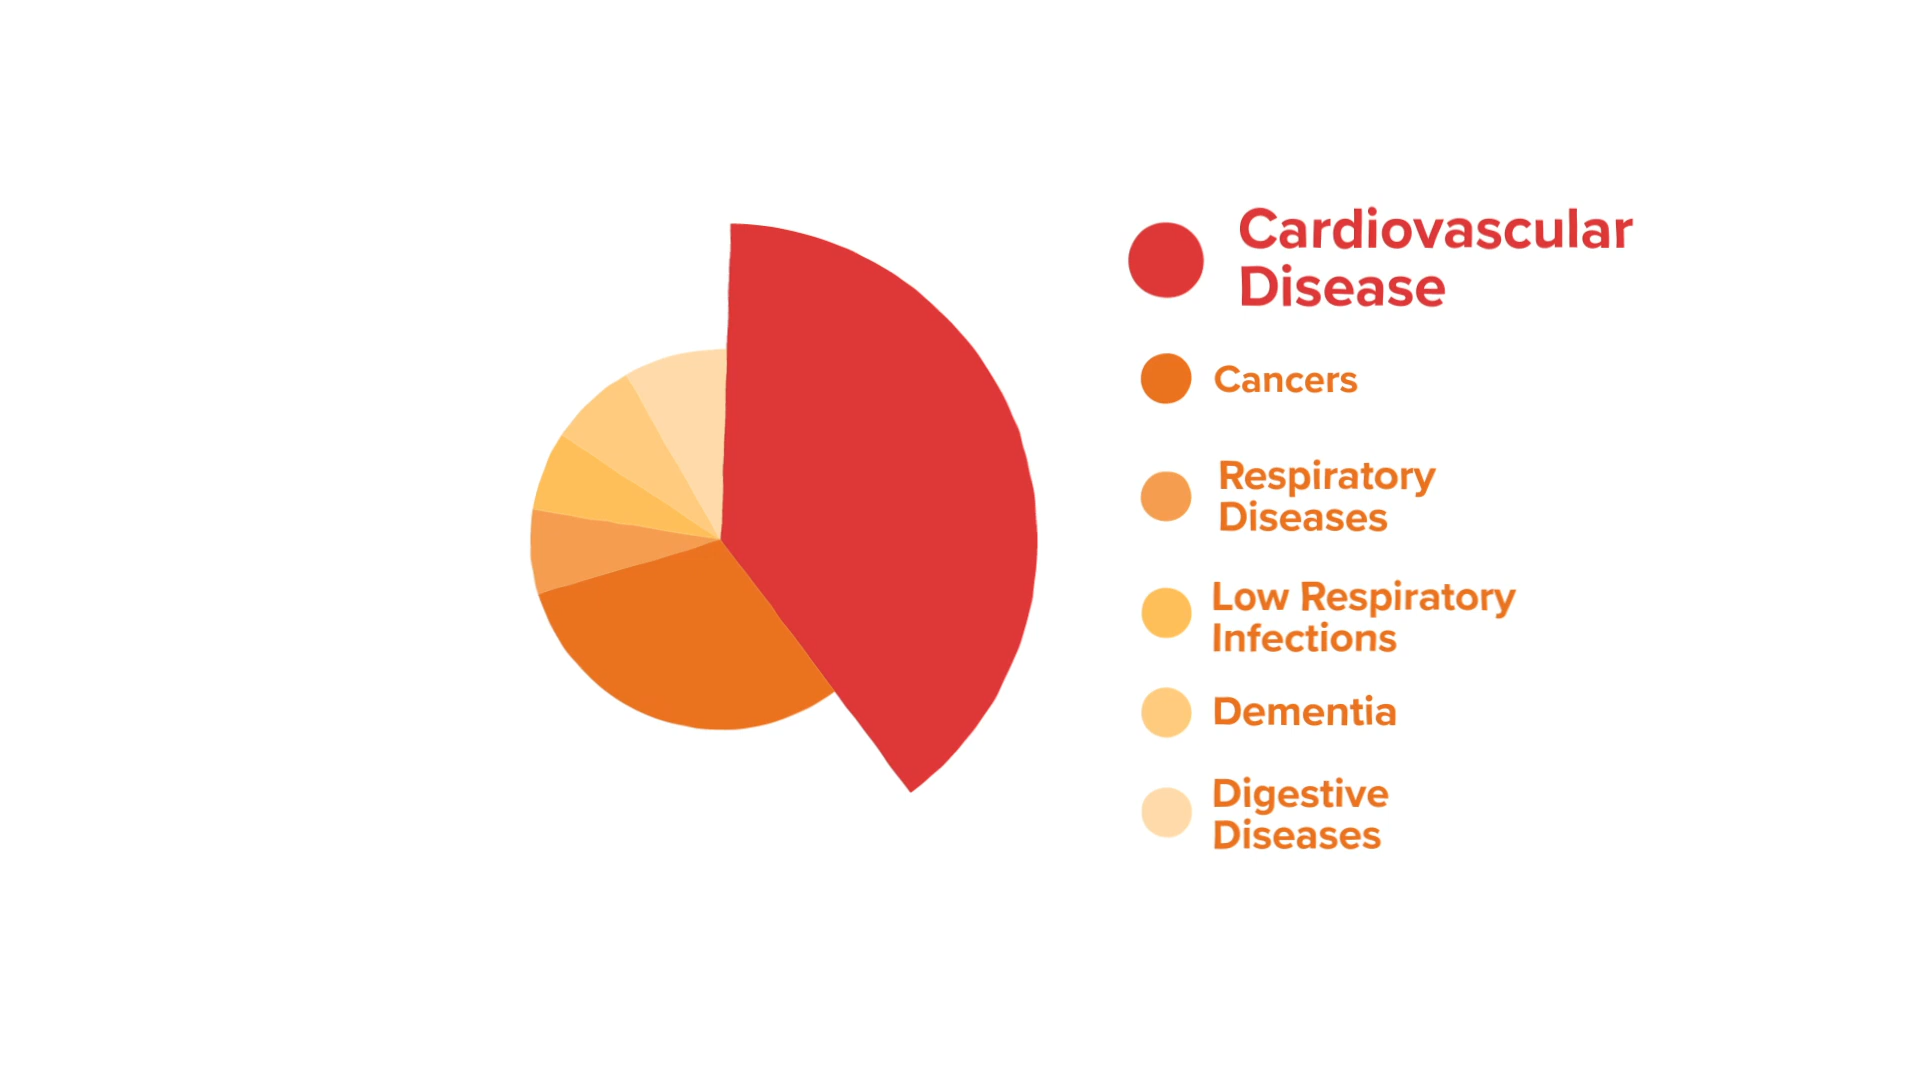 Cardiovascular
Disease
Cancers
Respiratory
Diseases
Low Respiratory
Infections
Dementia
Digestive
Diseases